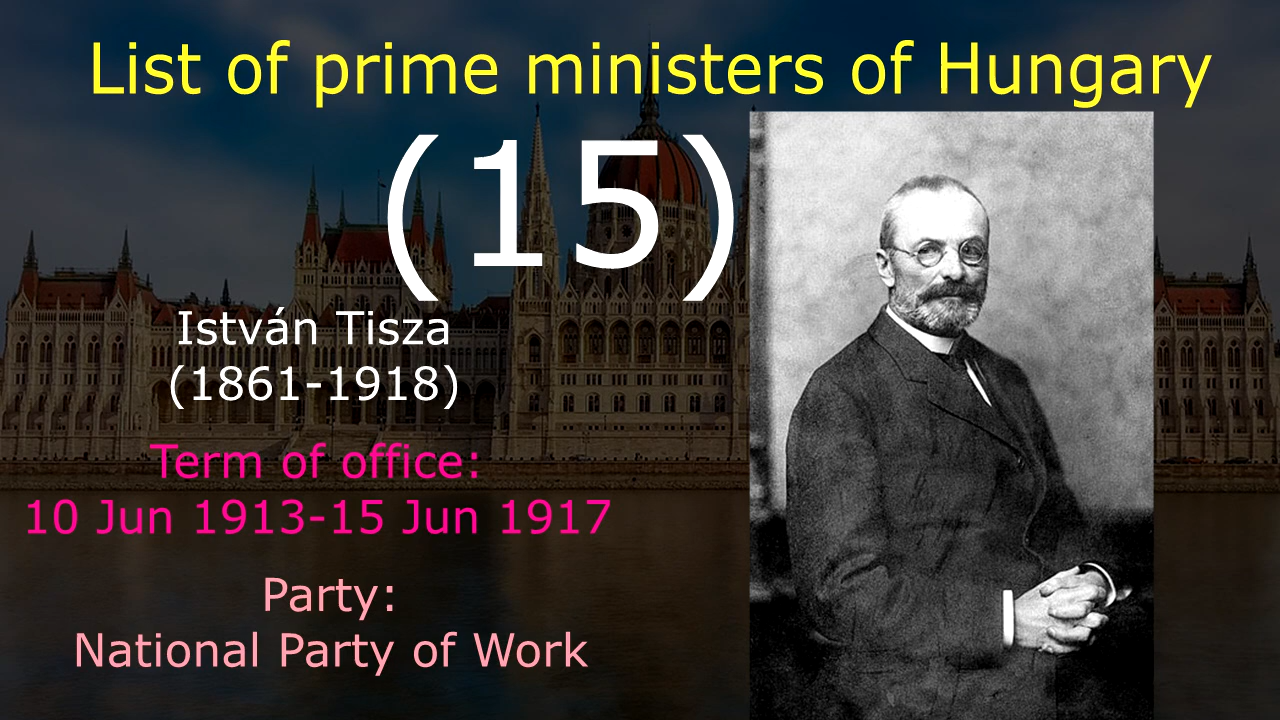 List of prime ministers of Hungary
(15)
István Tisza
(1861-1918)
Term of office:
10 Jun 1913-15 Jun 1917
Party:
National Party of Work